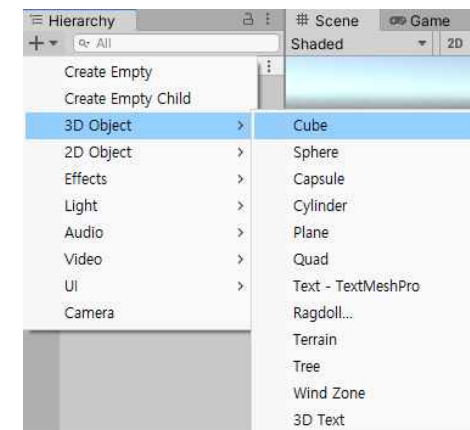 Hierarchy
# Scene
Game
All
Shaded
2D
Create Empty
Create Empty Child
3D Object
2D Object
Effects
Light
Audio
Video
UI
Camera
Cube
Sphere
Capsule
Cylinder
Plane
Quad
Text - TextMeshPro
Ragdoll...
Terrain
Tree
Wind Zone
3D Text